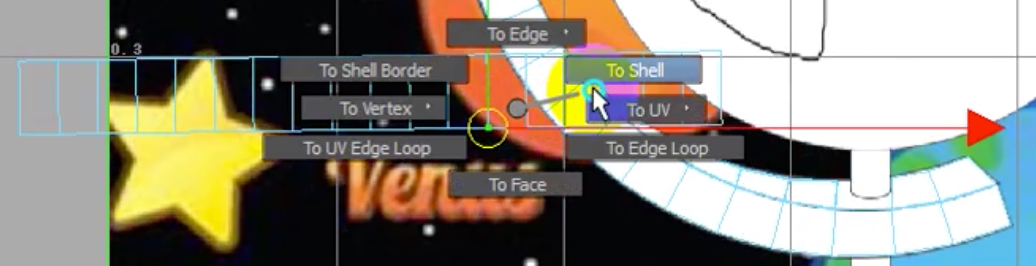 To Edge
0.3
To Shell Border
To Shell
To Vertex
To UV
To UV Edge Loop
To Edge Loop
To Face
Venus